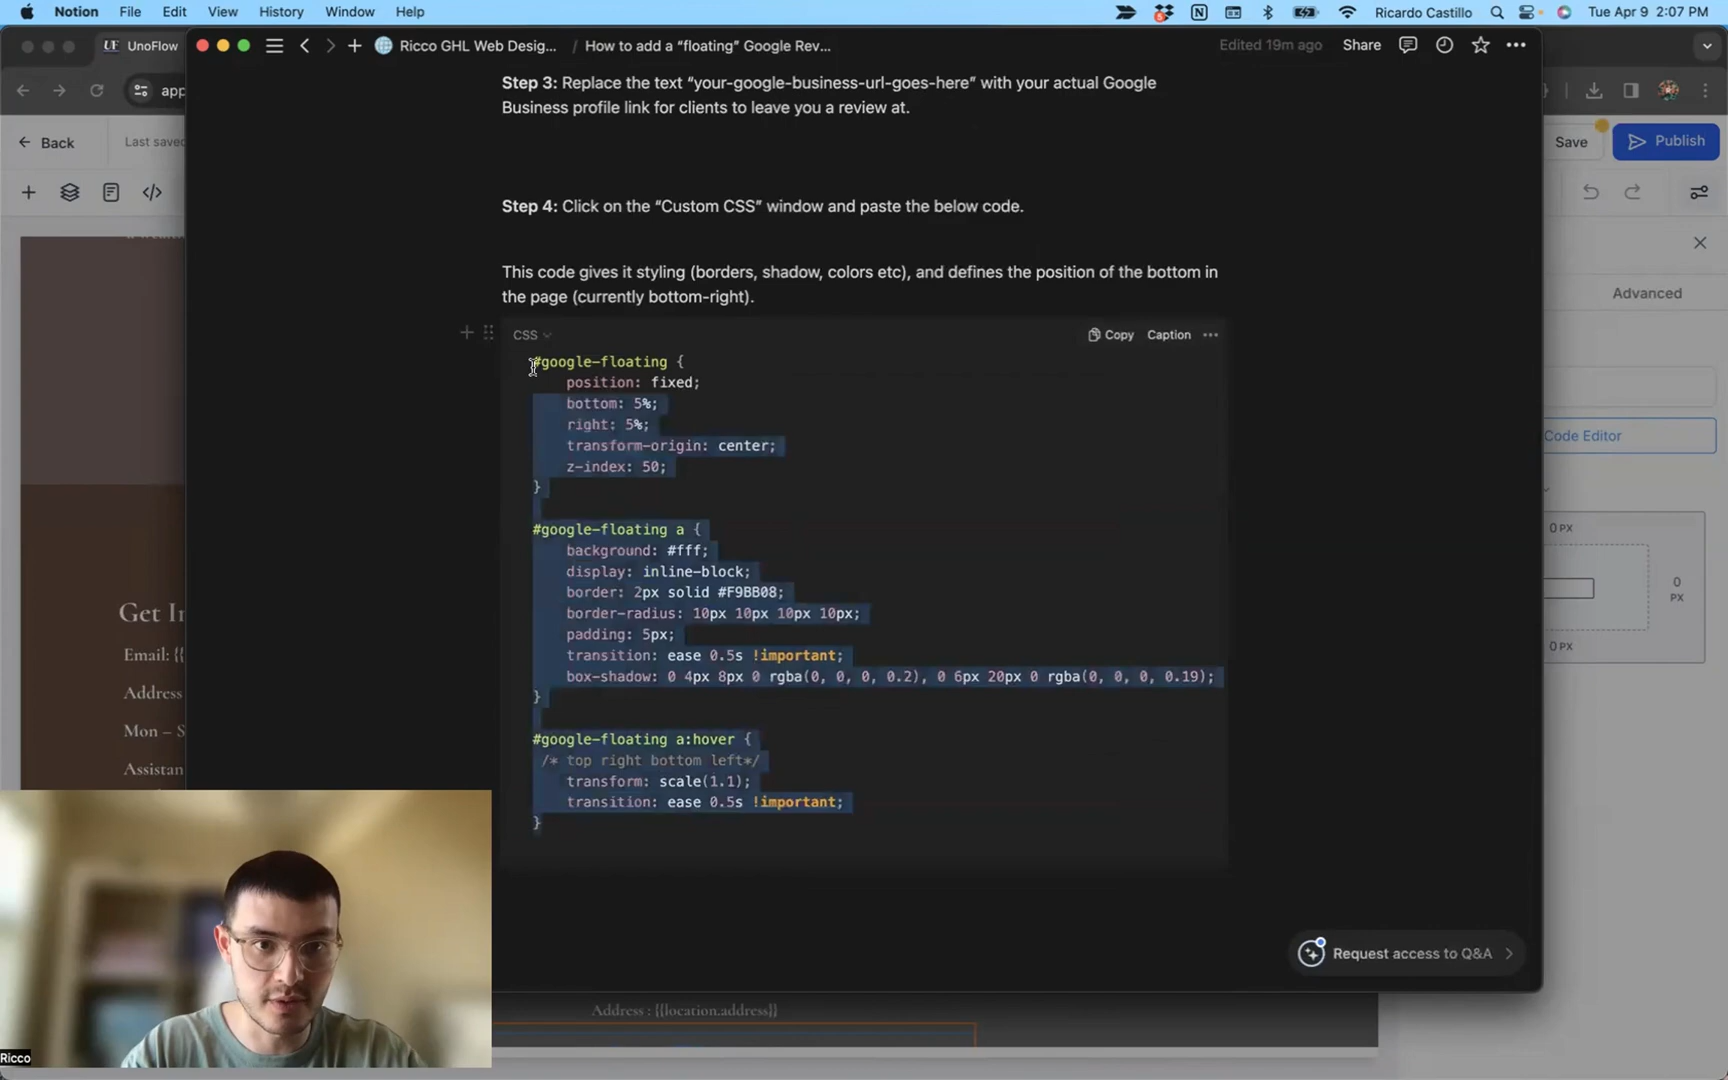 Notion File Edit View History Window Help Ricardo Castillo Tue Apr 9 2:07 PM
UF UnoFlow
Ricco GHL Web Desig... / How to add a “floating” Google Rev... Edited 19m ago Share
app
Back Last saved Save Publish
Step 3: Replace the text “your-google-business-url-goes-here” with your actual Google
Business profile link for clients to leave you a review at.
Step 4: Click on the “Custom CSS” window and paste the below code.
This code gives it styling (borders, shadow, colors etc), and defines the position of the bottom in
the page (currently bottom-right).
Advanced
CSS Copy Caption
#google-floating {
position: fixed;
bottom: 5%;
right: 5%;
transform-origin: center;
z-index: 50;
}
#google-floating a {
background: #fff;
display: inline-block;
border: 2px solid #F9BB08;
border-radius: 10px 10px 10px 10px;
padding: 5px;
transition: ease 0.5s !important;
box-shadow: 0 4px 8px 0 rgba(0, 0, 0, 0.2), 0 6px 20px 0 rgba(0, 0, 0, 0.19);
}
#google-floating a:hover {
/* top right bottom left*/
transform: scale(1.1);
transition: ease 0.5s !important;
}
Code Editor
0 PX
0
PX
0 PX
Get In
Email: {{
Address
Mon – S
Assistan
Request access to Q&A
Address : {{location.address}}
Ricco